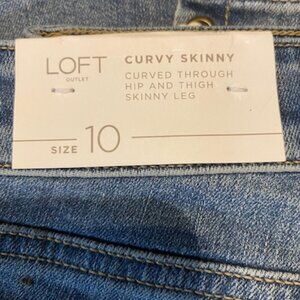 LOFT
OUTLET
CURVY SKINNY
CURVED THROUGH
HIP AND THIGH
SKINNY LEG
SIZE 10